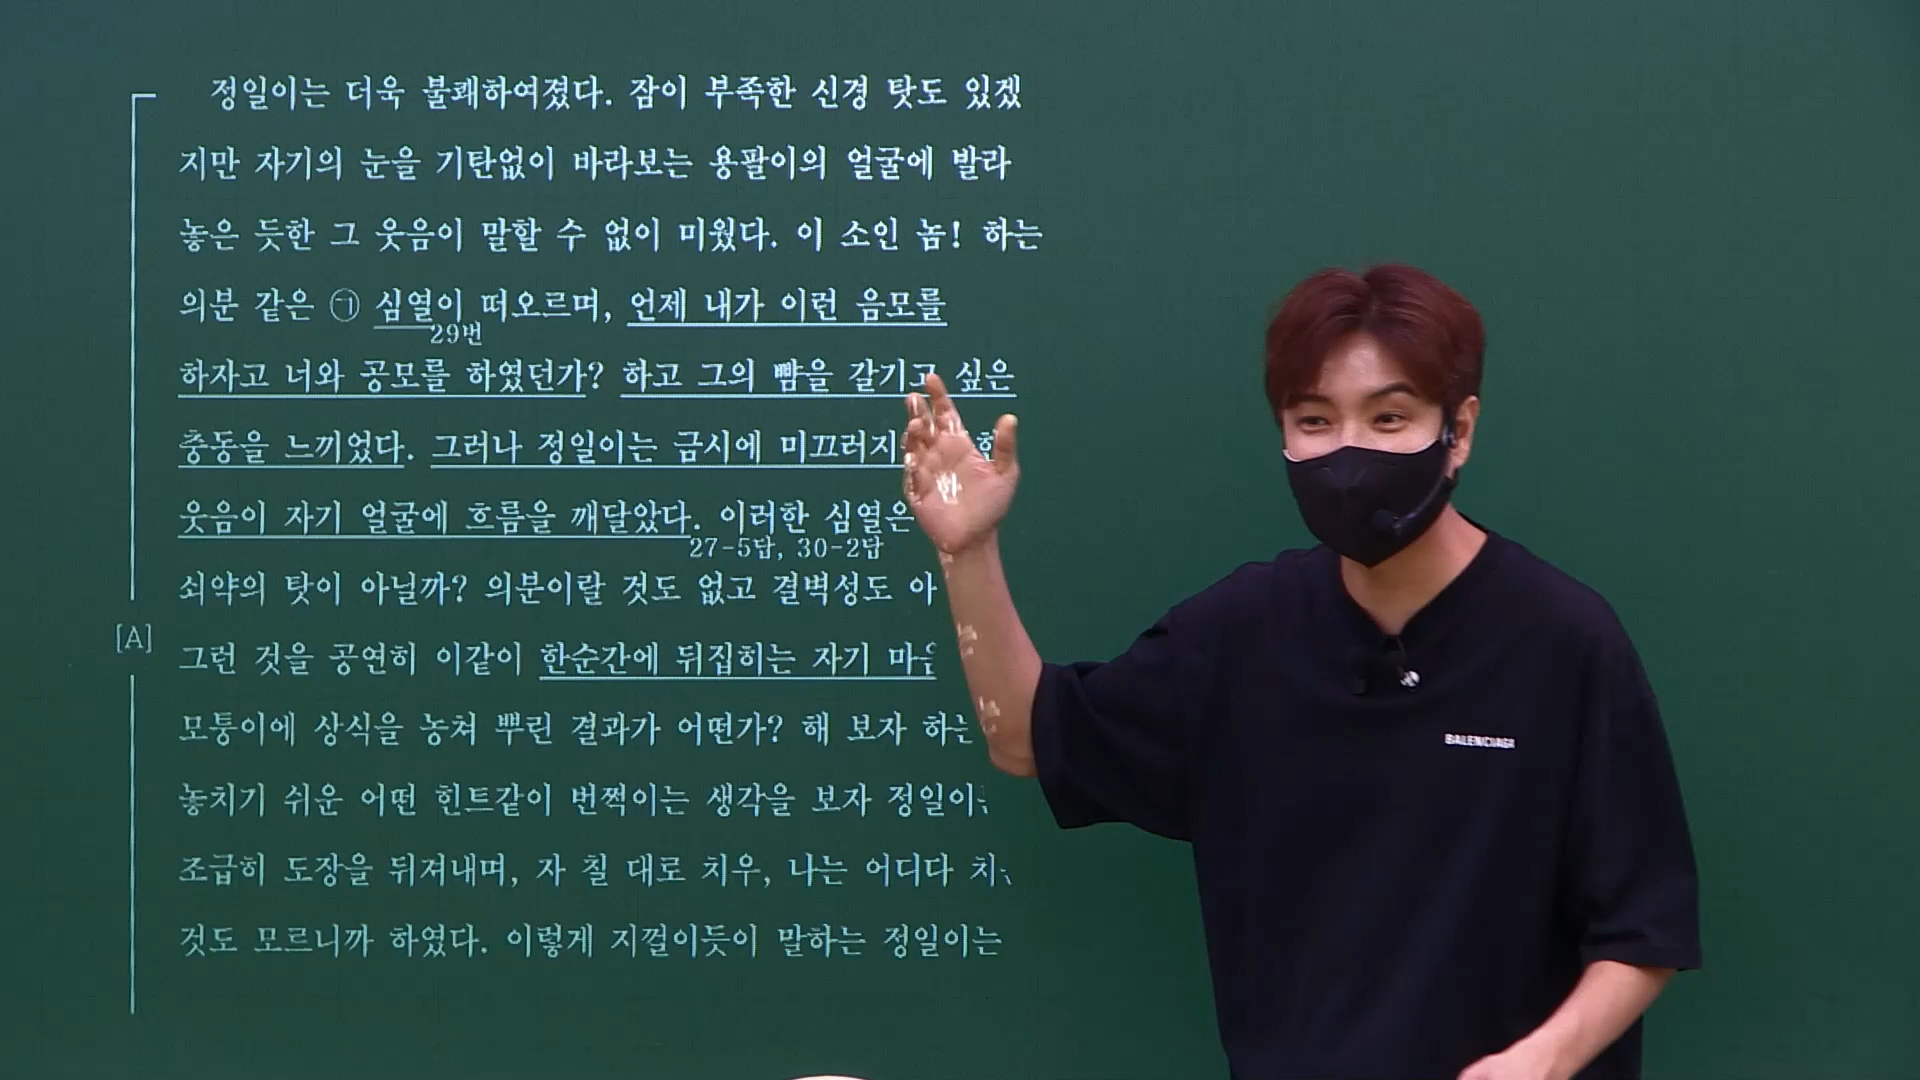 정일이는 더욱 불쾌하여졌다. 잠이 부족한 신경 탓도 있겠
지만 자기의 눈을 기탄없이 바라보는 용팔이의 얼굴에 발라
놓은 듯한 그 웃음이 말할 수 없이 미웠다. 이 소인 놈! 하는
의분 같은 ㉠ 심열이 떠오르며, 언제 내가 이런 음모를
29번
하자고 너와 공모를 하였던가? 하고 그의 뺨을 갈기고 싶은
충동을 느끼었다. 그러나 정일이는 금시에
웃음이 자기 얼굴에 흐름을 깨달았다. 이러한 심열은
27-5답, 30-2답
쇠약의 탓이 아닐까? 의분이랄 것도 없고 결벽성도
[A]
그런 것을 공연히 이같이 한순간에 뒤집히는 자기
모퉁이에 상식을 놓쳐 뿌린 결과가 어떤가? 해 보자 하는
놓치기 쉬운 어떤 힌트같이 번쩍이는 생각을 보자 정일이는
조급히 도장을 뒤져내며, 자 칠 대로 치우, 나는 어디다
것도 모르니까 하였다. 이렇게 지껄이듯이 말하는 정일이는
BALENCIAGA